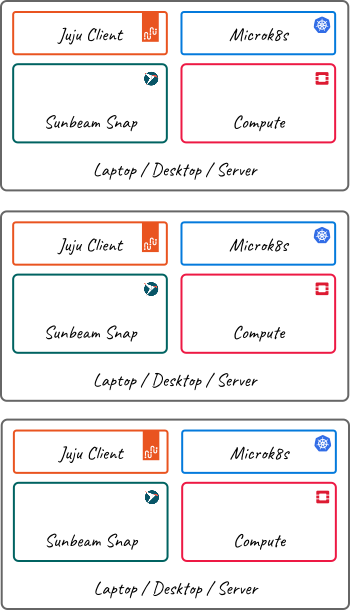 Juju Client
Microk8s
Sunbeam Snap
Compute
Laptop / Desktop / Server
Juju Client
Microk8s
Sunbeam Snap
Compute
Laptop / Desktop / Server
Juju Client
Microk8s
Sunbeam Snap
Compute
Laptop / Desktop / Server